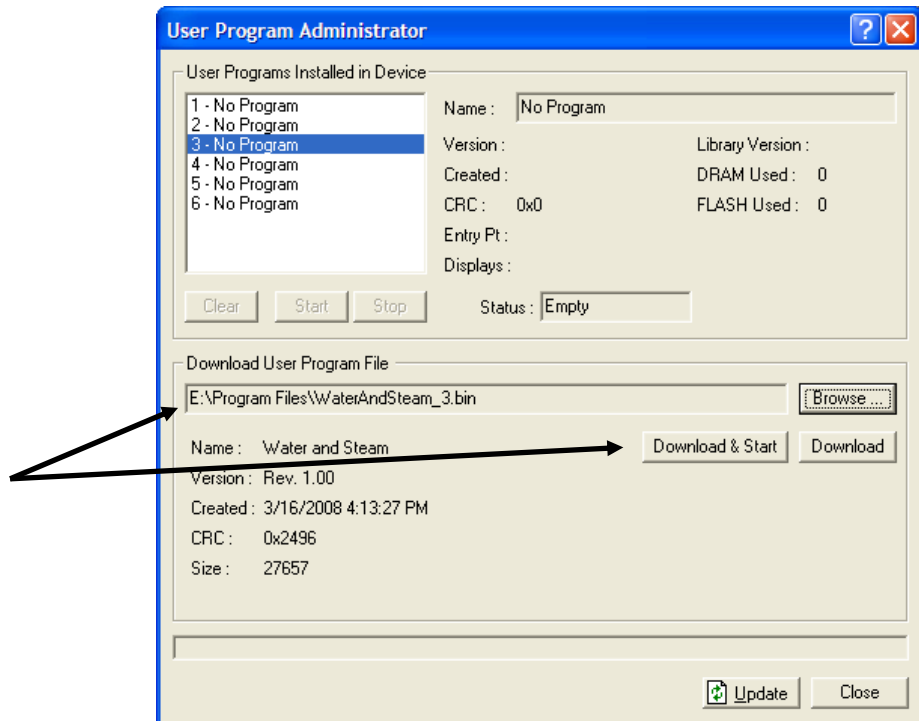 User Program Administrator
User Programs Installed in Device
1 - No Program
2 - No Program
3 - No Program
4 - No Program
5 - No Program
6 - No Program
Name : No Program
Version : Library Version :
Created : DRAM Used : 0
CRC : 0x0 FLASH Used : 0
Entry Pt :
Displays :
Clear Start Stop Status : Empty
Download User Program File
E:\Program Files\WaterAndSteam_3.bin Browse ...
Download & Start Download
Name : Water and Steam
Version : Rev. 1.00
Created : 3/16/2008 4:13:27 PM
CRC : 0x2496
Size : 27657
Update Close